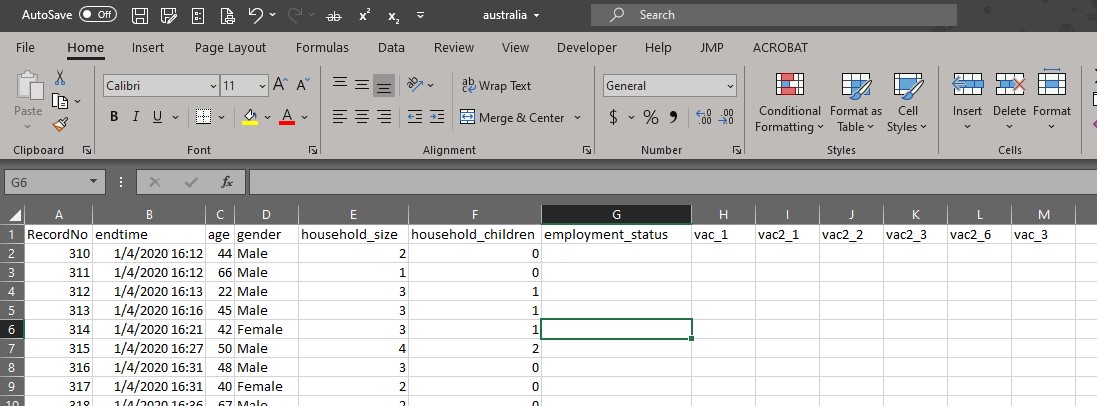 AutoSave Off australia Search
File Home Insert Page Layout Formulas Data Review View Developer Help JMP ACROBAT
Calibri 11 A A ab Wrap Text General
Paste B I U A Merge & Center $ % Conditional Formatting Format as Table Cell Styles Insert Delete Format
Clipboard Font Alignment Number Styles Cells
G6 fx
A B C D E F G H I J K L M
1 RecordNo endtime age gender household_size household_children employment_status vac_1 vac2_1 vac2_2 vac2_3 vac2_6 vac_3
2 310 1/4/2020 16:12 44 Male 2 0
3 311 1/4/2020 16:12 66 Male 1 0
4 312 1/4/2020 16:13 22 Male 3 1
5 313 1/4/2020 16:16 45 Male 3 1
6 314 1/4/2020 16:21 42 Female 3 1
7 315 1/4/2020 16:27 50 Male 4 2
8 316 1/4/2020 16:31 48 Male 3 0
9 317 1/4/2020 16:31 40 Female 2 0
10 318 1/4/2020 16:36 67 Male 2 0